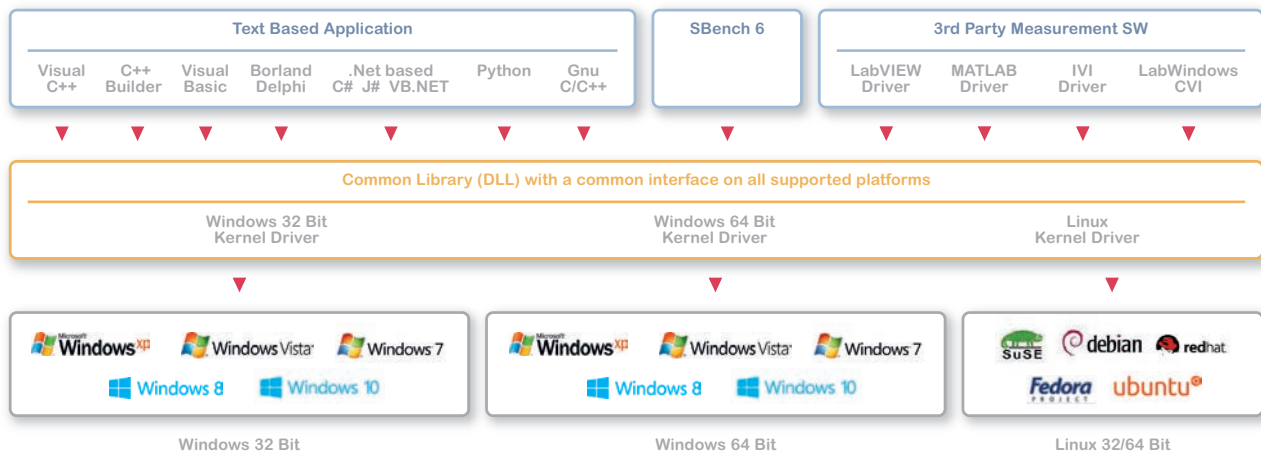 Text Based Application
Visual C++
C++ Builder
Visual Basic
Borland Delphi
.Net based C# J# VB.NET
Python
Gnu C/C++
SBench 6
3rd Party Measurement SW
LabVIEW Driver
MATLAB Driver
IVI Driver
LabWindows CVI
Common Library (DLL) with a common interface on all supported platforms
Windows 32 Bit
Kernel Driver
Windows 64 Bit
Kernel Driver
Linux
Kernel Driver
Microsoft
Windows xp
Windows Vista
Windows 7
Windows 8
Windows 10
Microsoft
Windows xp
Windows Vista
Windows 7
Windows 8
Windows 10
SuSE
debian
redhat
Fedora
PROJECT
ubuntu
Windows 32 Bit
Windows 64 Bit
Linux 32/64 Bit